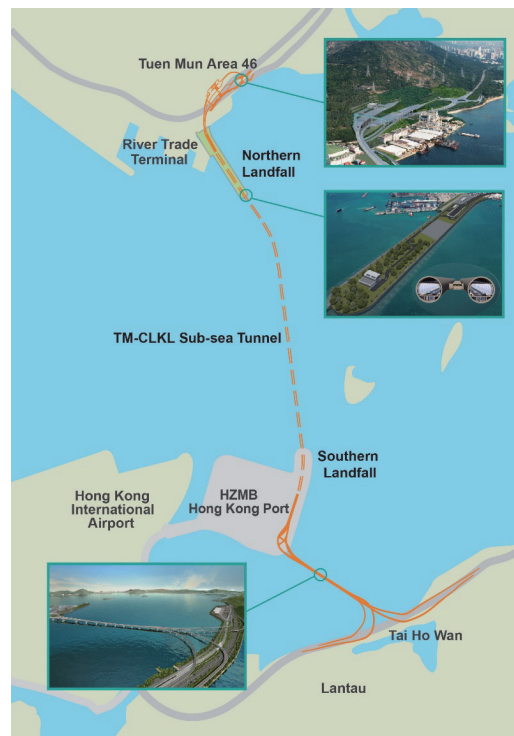 Tuen Mun Area 46
River Trade
Terminal
Northern
Landfall
TM-CLKL Sub-sea Tunnel
Southern
Landfall
Hong Kong
International
Airport
HZMB
Hong Kong Port
Tai Ho Wan
Lantau